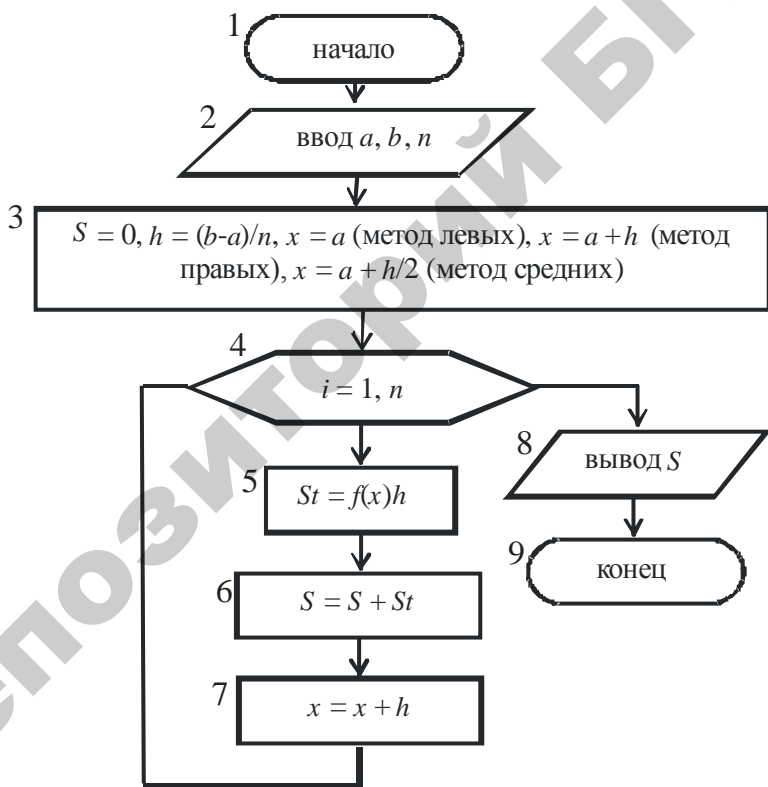 1
начало
2
ввод a, b, n
3
S = 0, h = (b-a)/n, x = a (метод левых), x = a + h (метод
правых), x = a + h/2 (метод средних)
4
i = 1, n
5
St = f(x)h
6
S = S + St
7
x = x + h
8
вывод S
9
конец
позиторий